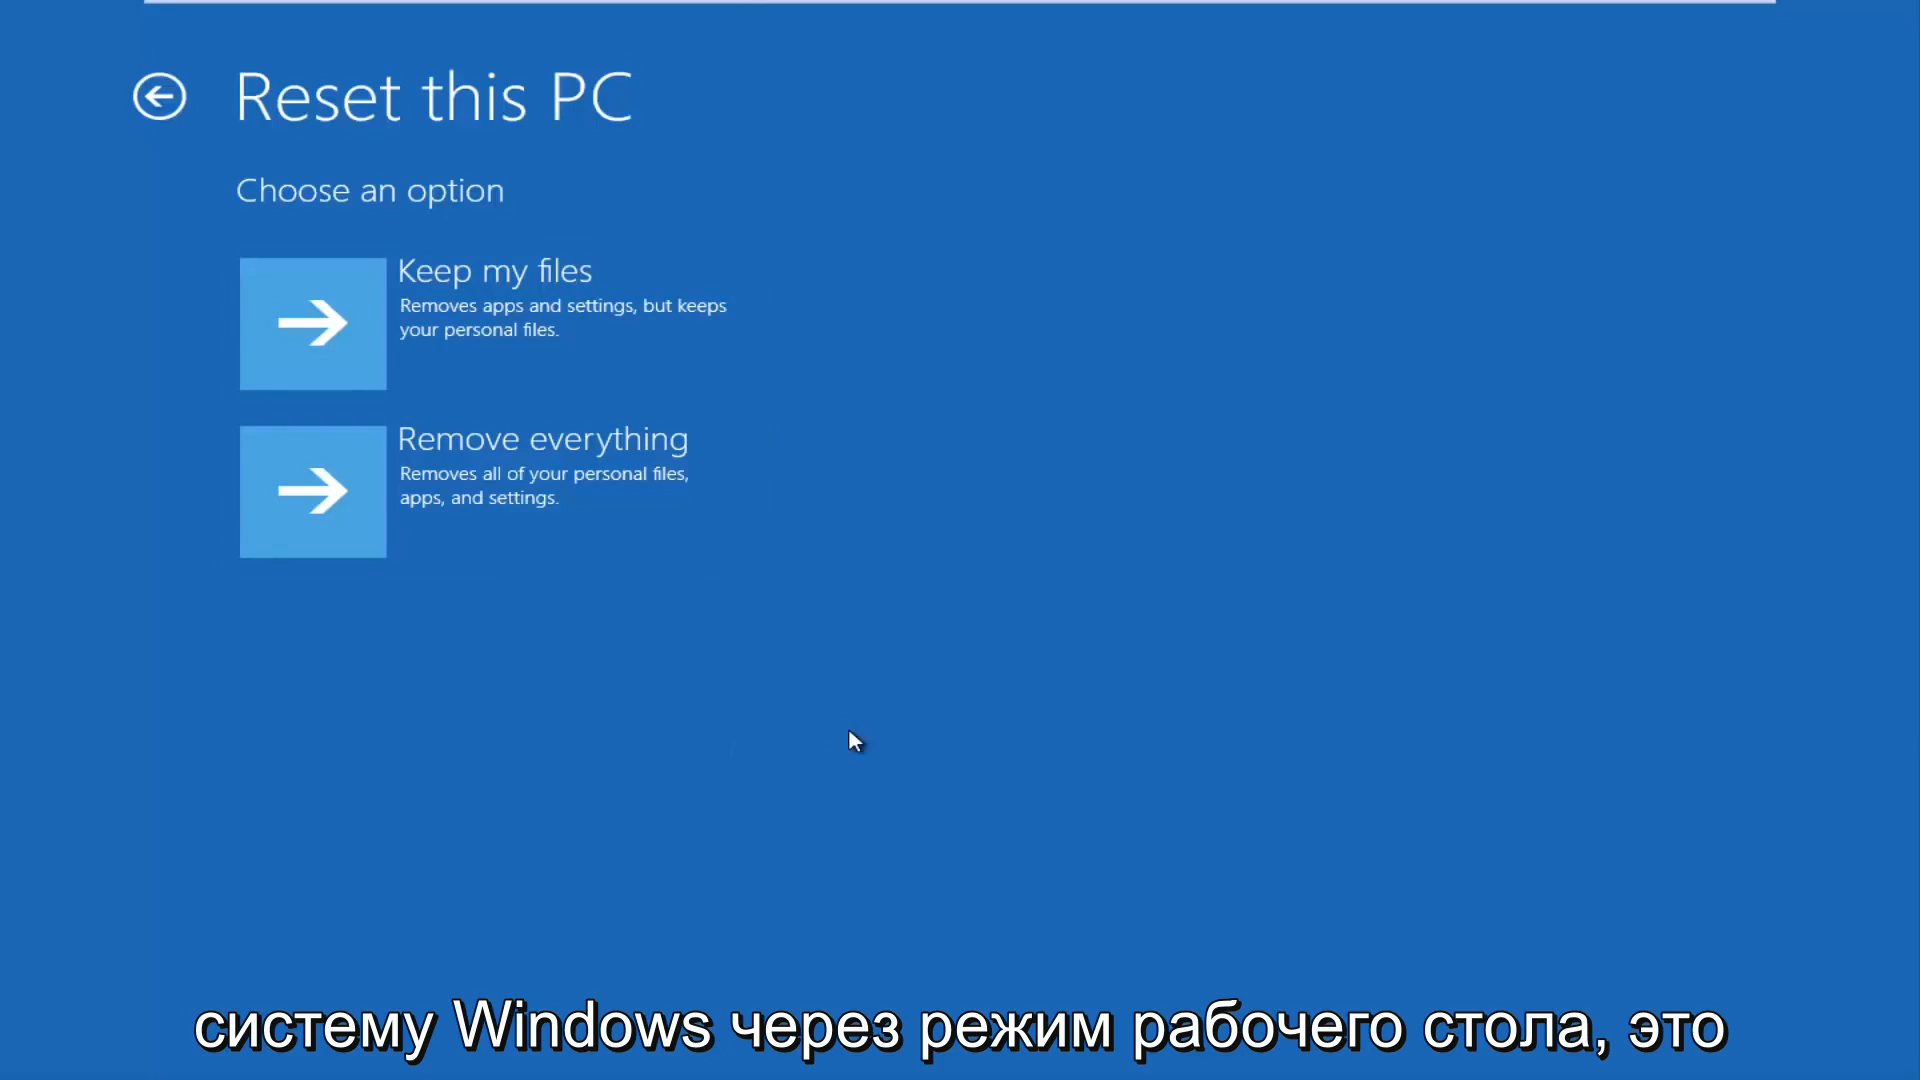 Reset this PC
Choose an option
Keep my files
Removes apps and settings, but keeps
your personal files.
Remove everything
Removes all of your personal files,
apps, and settings.
систему Windows через режим рабочего стола, это